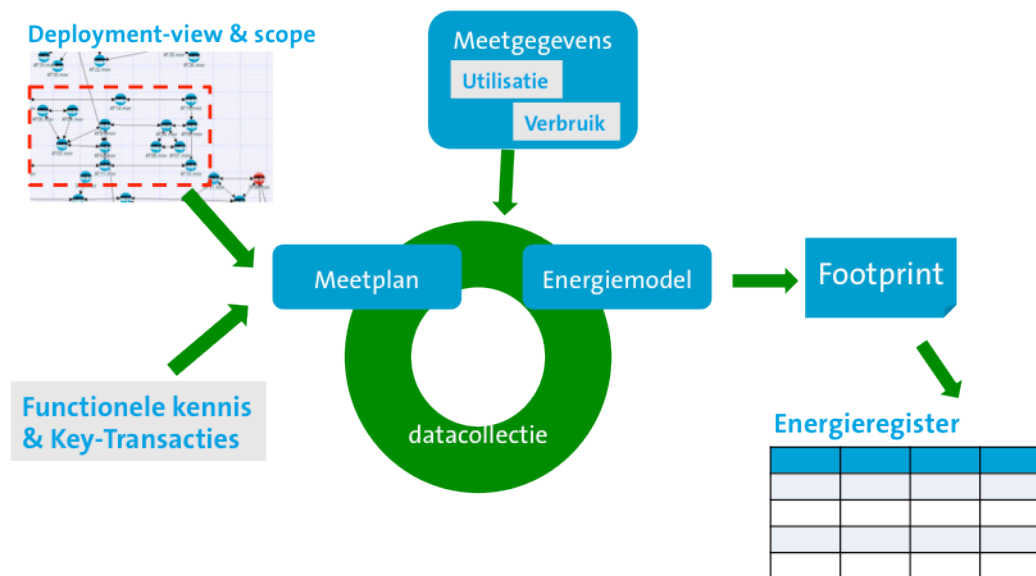 Deployment-view & scope
Meetgegevens
Utilisatie
Verbruik
Meetplan
Energiemodel
Footprint
Functionele kennis
& Key-Transacties
datacollectie
Energieregister